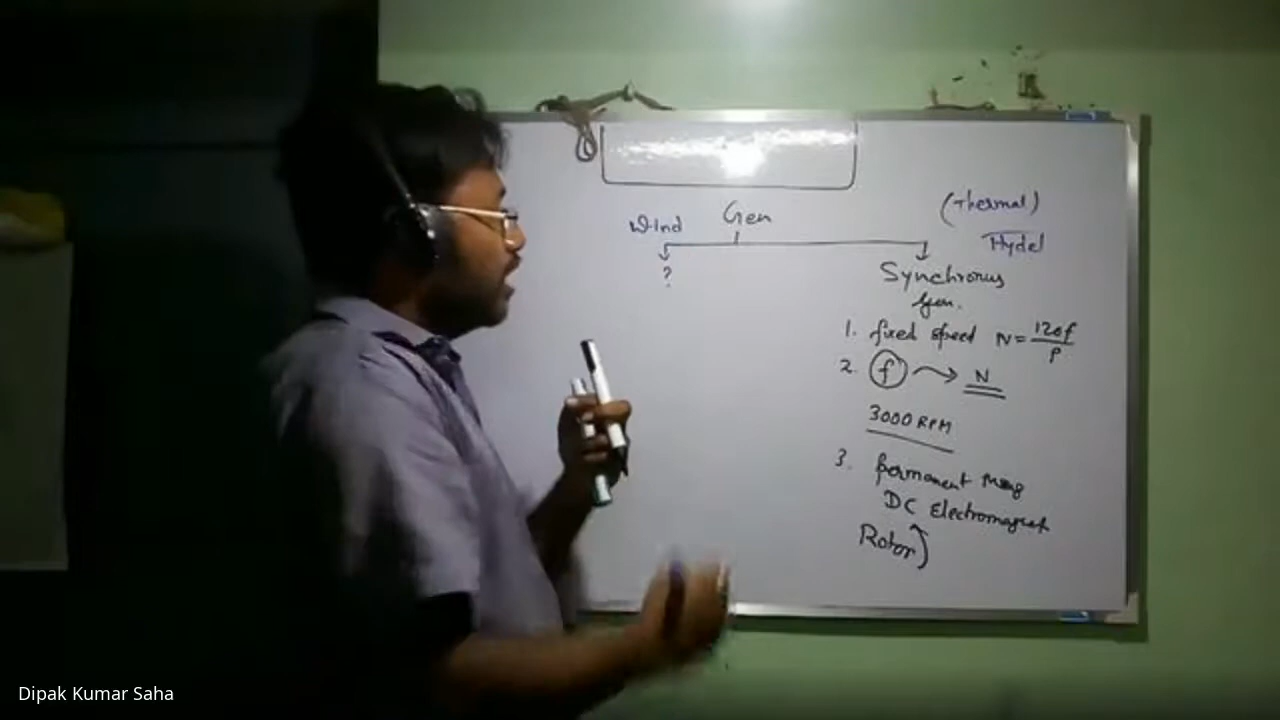 Gen
Wind
?
(Thermal)
Hydel
Synchronus
Gen.
1. fixed speed N = 120f/P
2. f → N
3000 RPM
3. permanent mag
DC Electromagnet
Rotor
Dipak Kumar Saha